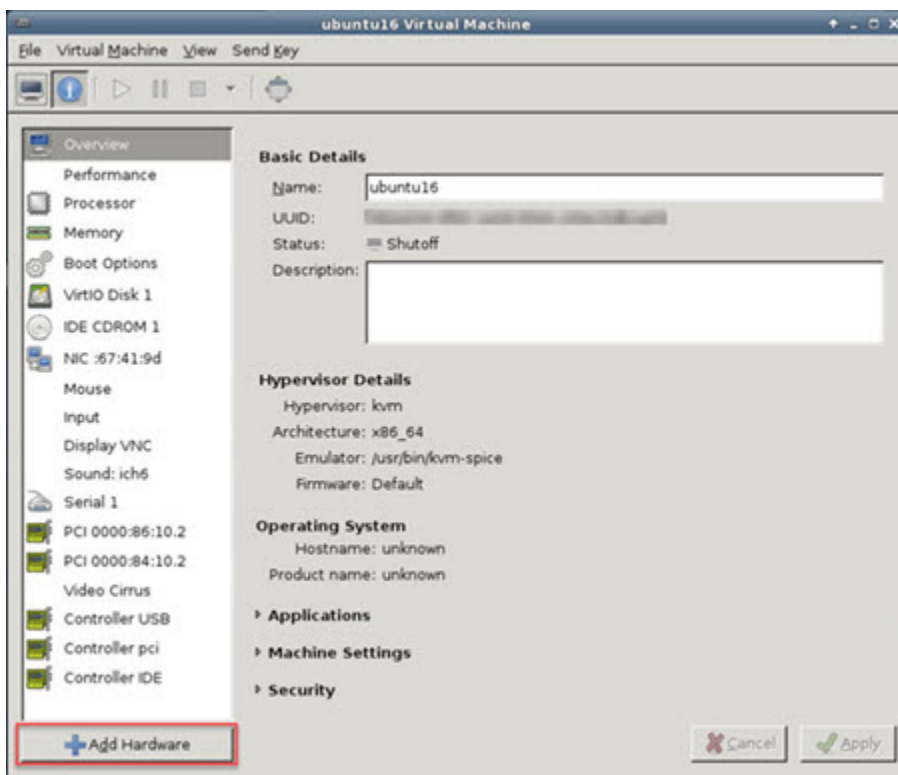 ubuntu16 Virtual Machine
File Virtual Machine View Send Key
Overview
Performance
Processor
Memory
Boot Options
VirtIO Disk 1
IDE CDROM 1
NIC :67:41:9d
Mouse
Input
Display VNC
Sound: ich6
Serial 1
PCI 0000:86:10.2
PCI 0000:84:10.2
Video Cirrus
Controller USB
Controller pci
Controller IDE
Add Hardware
Basic Details
Name: ubuntu16
UUID:
Status: Shutoff
Description:
Hypervisor Details
Hypervisor: kvm
Architecture: x86_64
Emulator: /usr/bin/kvm-spice
Firmware: Default
Operating System
Hostname: unknown
Product name: unknown
Applications
Machine Settings
Security
Cancel Apply